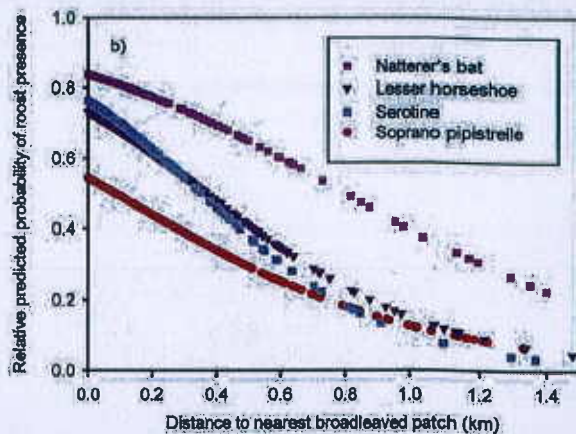 b)
Natterer's bat
Lesser horseshoe
Serotine
Soprano pipistrelle
Relative predicted probability of roost presence
1.0
0.8
0.6
0.4
0.2
0.0
0.0 0.2 0.4 0.6 0.8 1.0 1.2 1.4
Distance to nearest broadleaved patch (km)